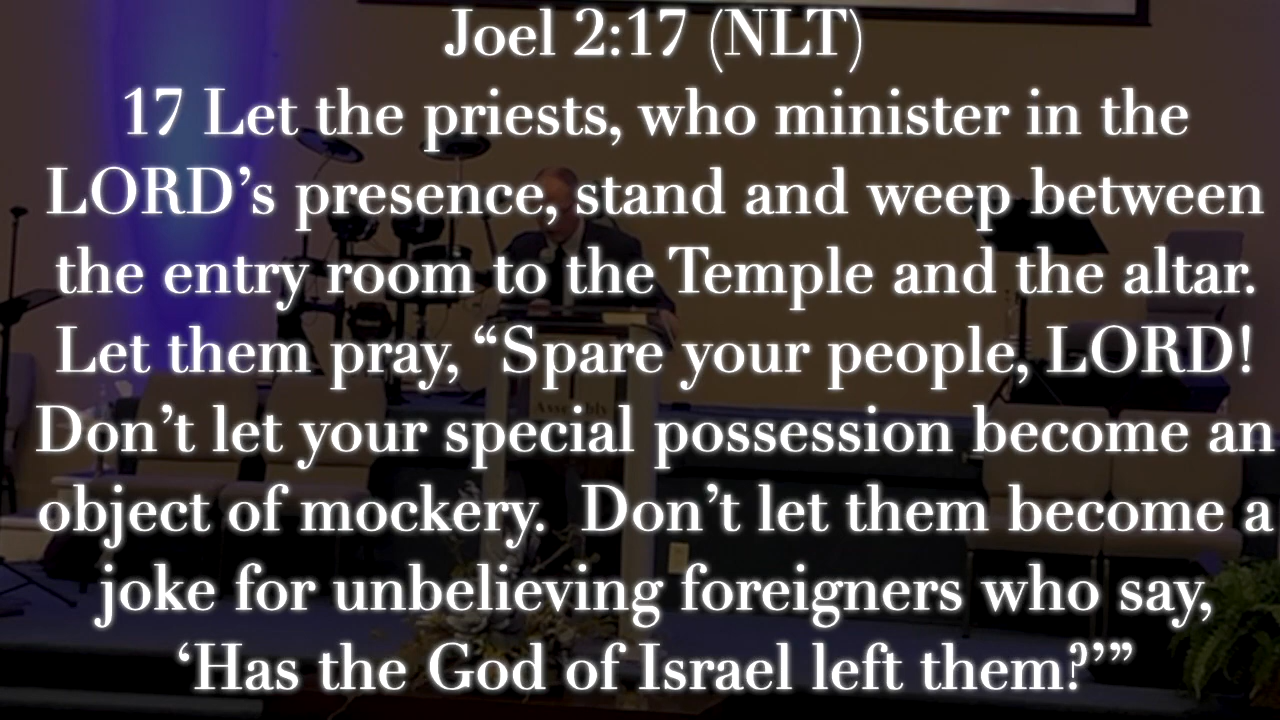 Joel 2:17 (NLT)
17 Let the priests, who minister in the
LORD’s presence, stand and weep between
the entry room to the Temple and the altar.
Let them pray, “Spare your people, LORD!
Don’t let your special possession become an
object of mockery.  Don’t let them become a
joke for unbelieving foreigners who say,
‘Has the God of Israel left them?’”
Assembly